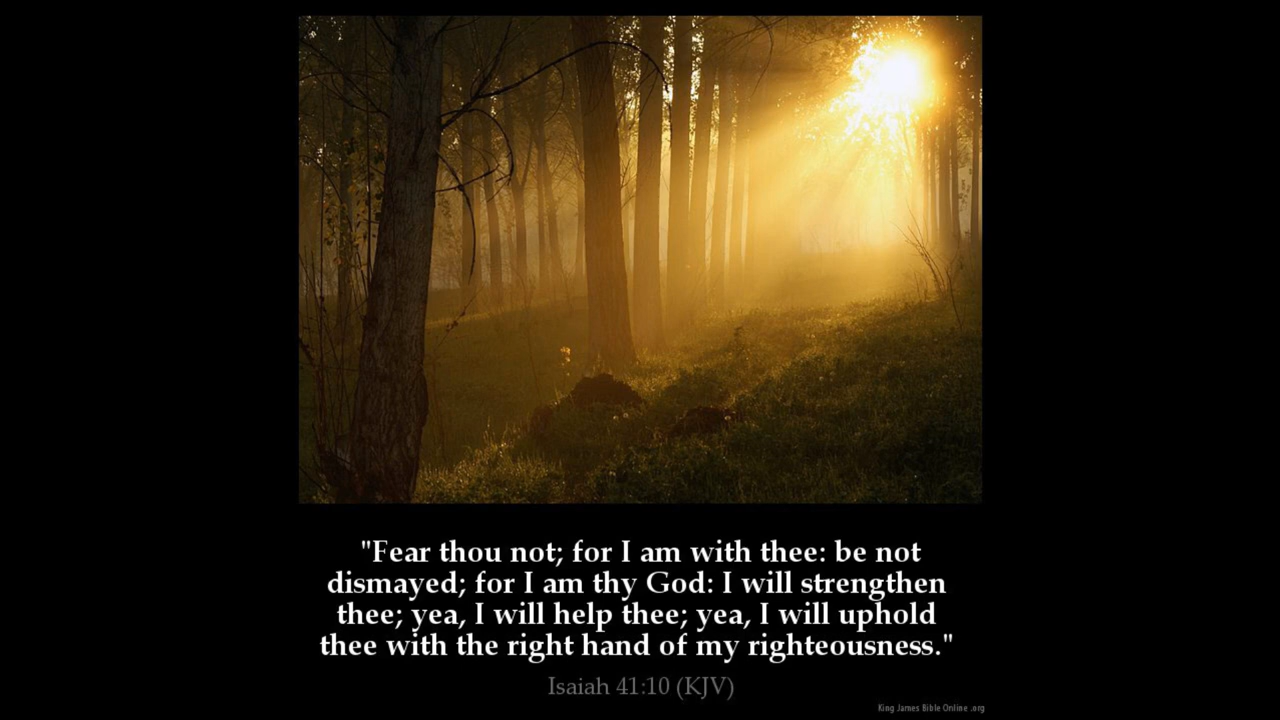 "Fear thou not; for I am with thee: be not
dismayed; for I am thy God: I will strengthen
thee; yea, I will help thee; yea, I will uphold
thee with the right hand of my righteousness."
Isaiah 41:10 (KJV)
King James Bible Online .org